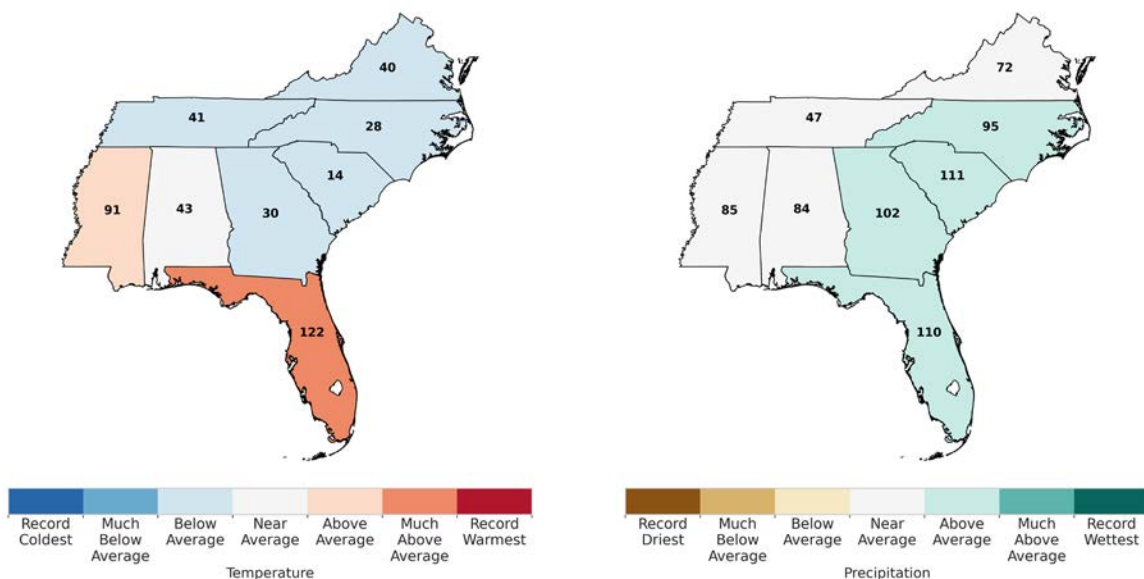 40
41
28
14
91
43
30
122
Record Coldest
Much Below Average
Below Average
Near Average
Above Average
Much Above Average
Record Warmest
Temperature
72
47
95
111
85
84
102
110
Record Driest
Much Below Average
Below Average
Near Average
Above Average
Much Above Average
Record Wettest
Precipitation